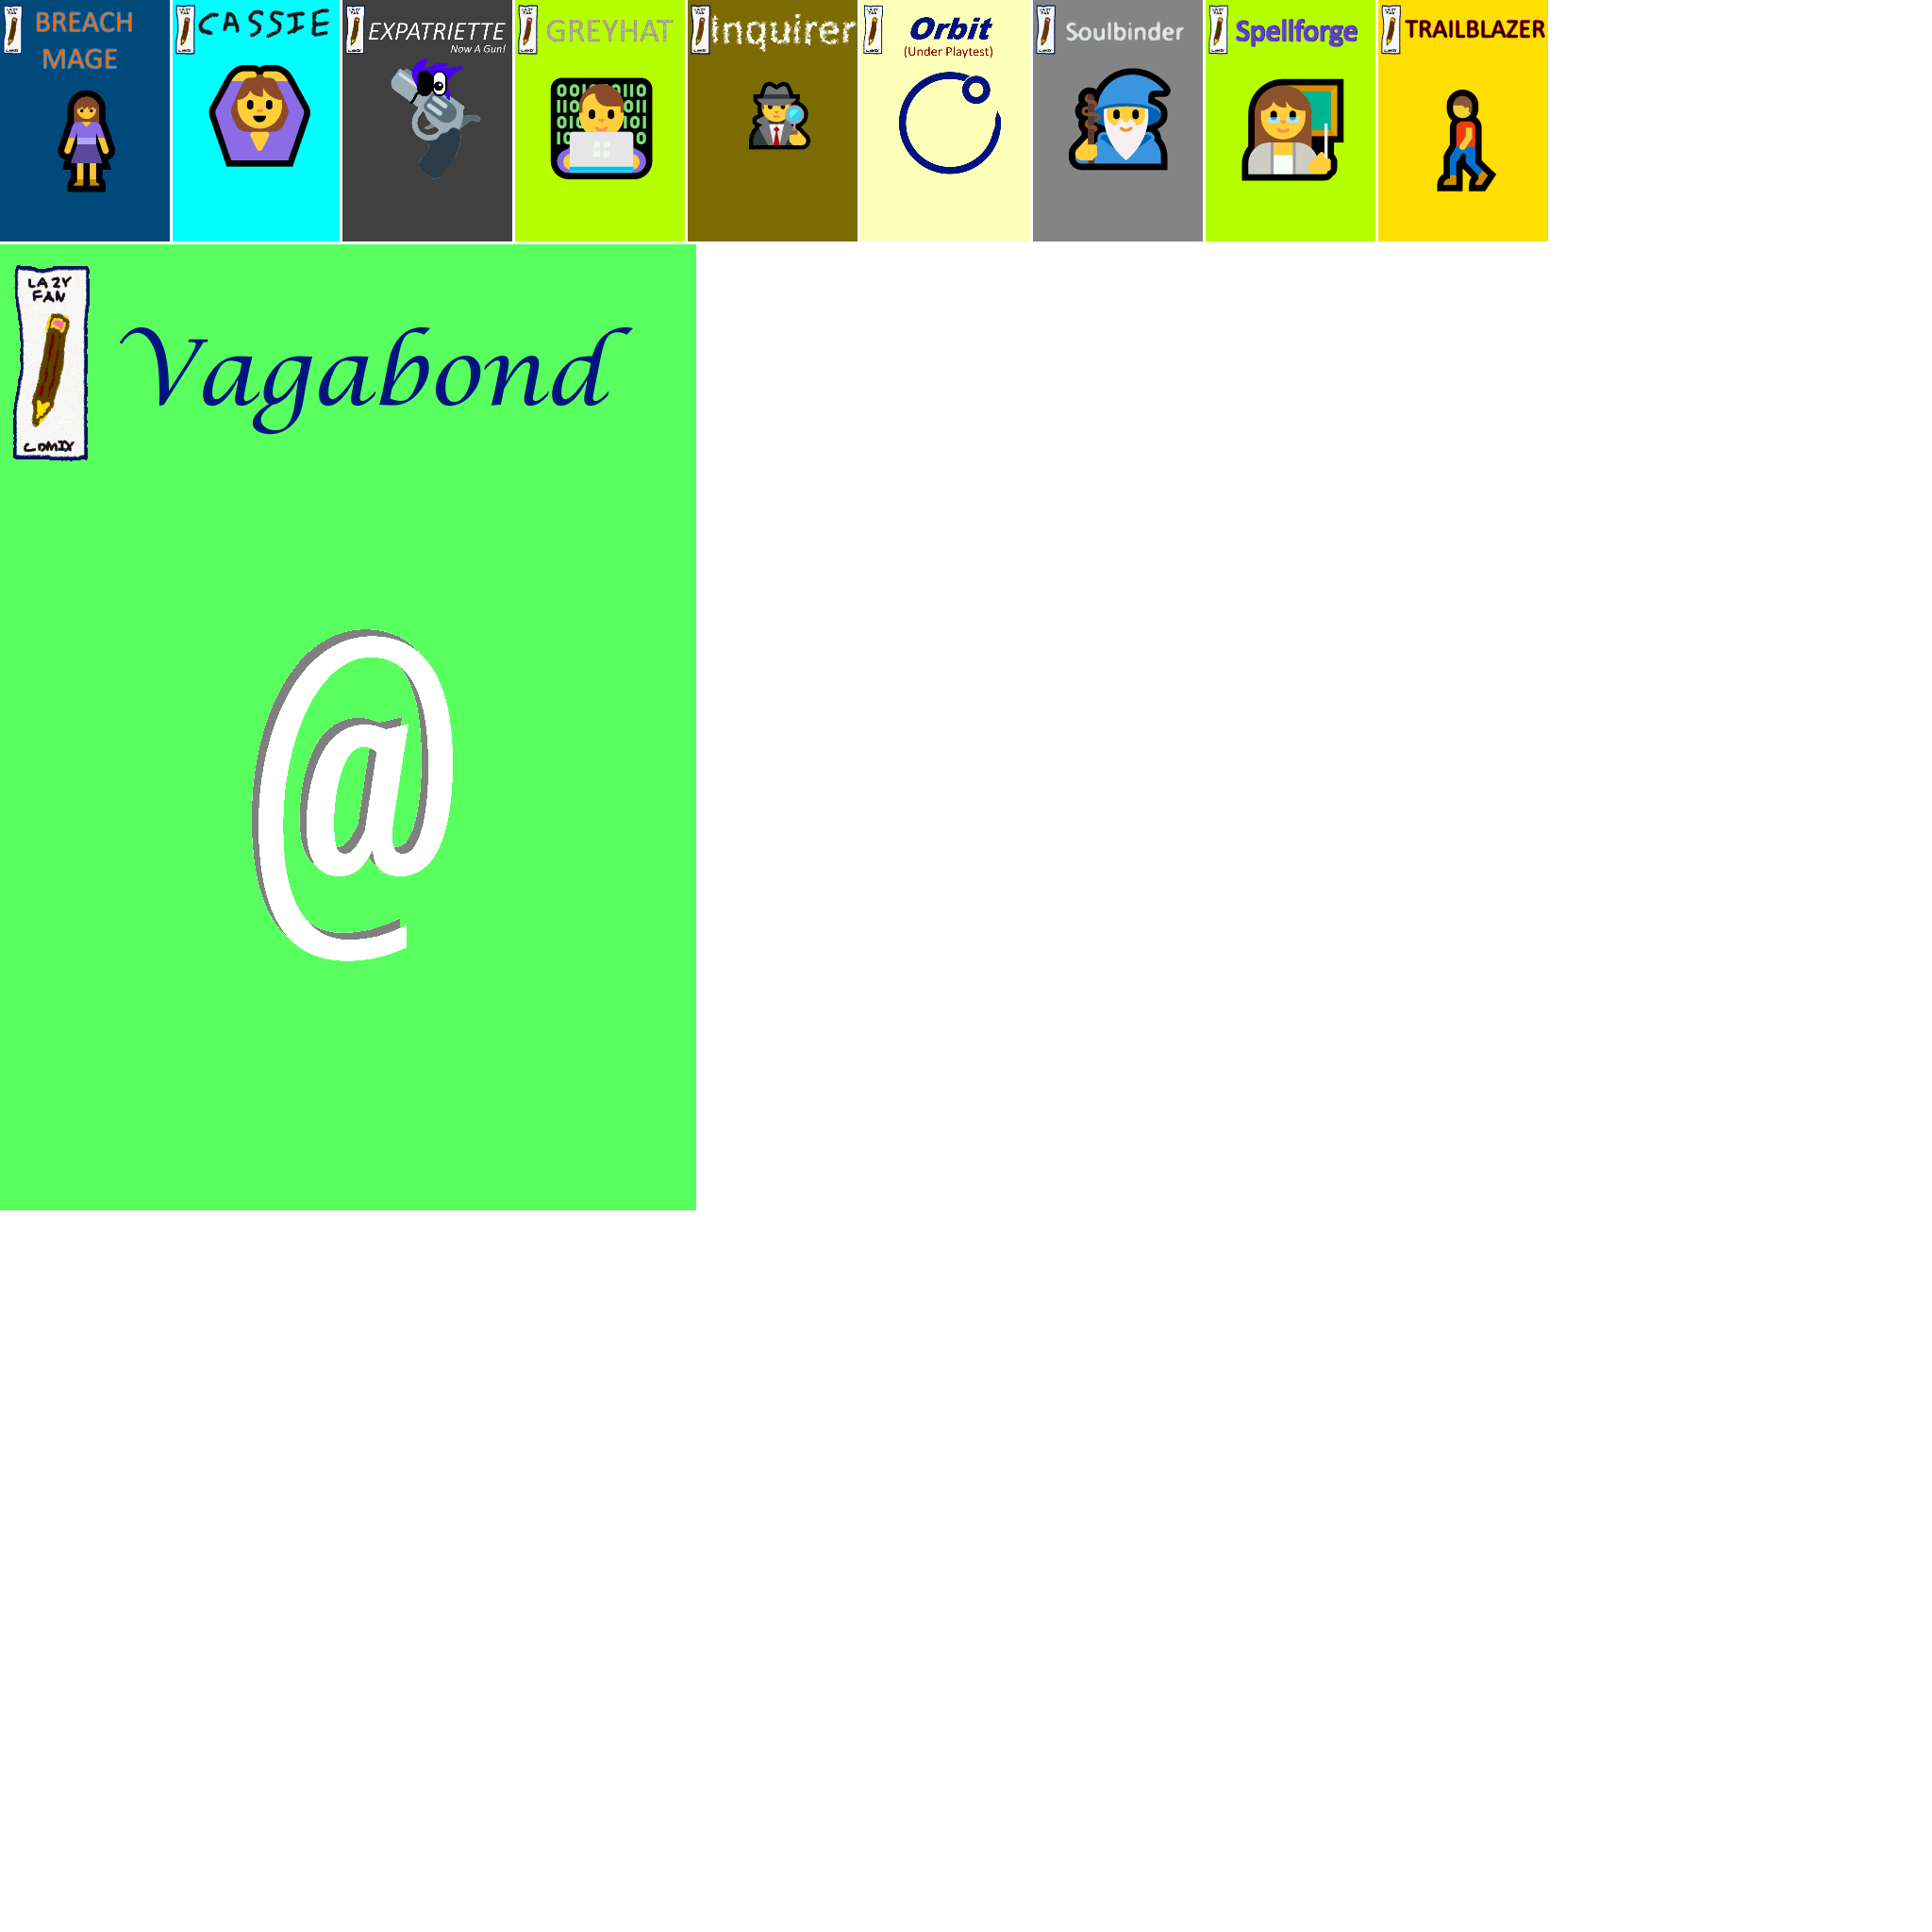 BREACH
MAGE
CASSIE
EXPATRIETTE
Now A Gun!
GREYHAT
Inquirer
Orbit
(Under Playtest)
Soulbinder
Spellforge
TRAILBLAZER
LAZY
FAN
COMIX
Vagabond
@